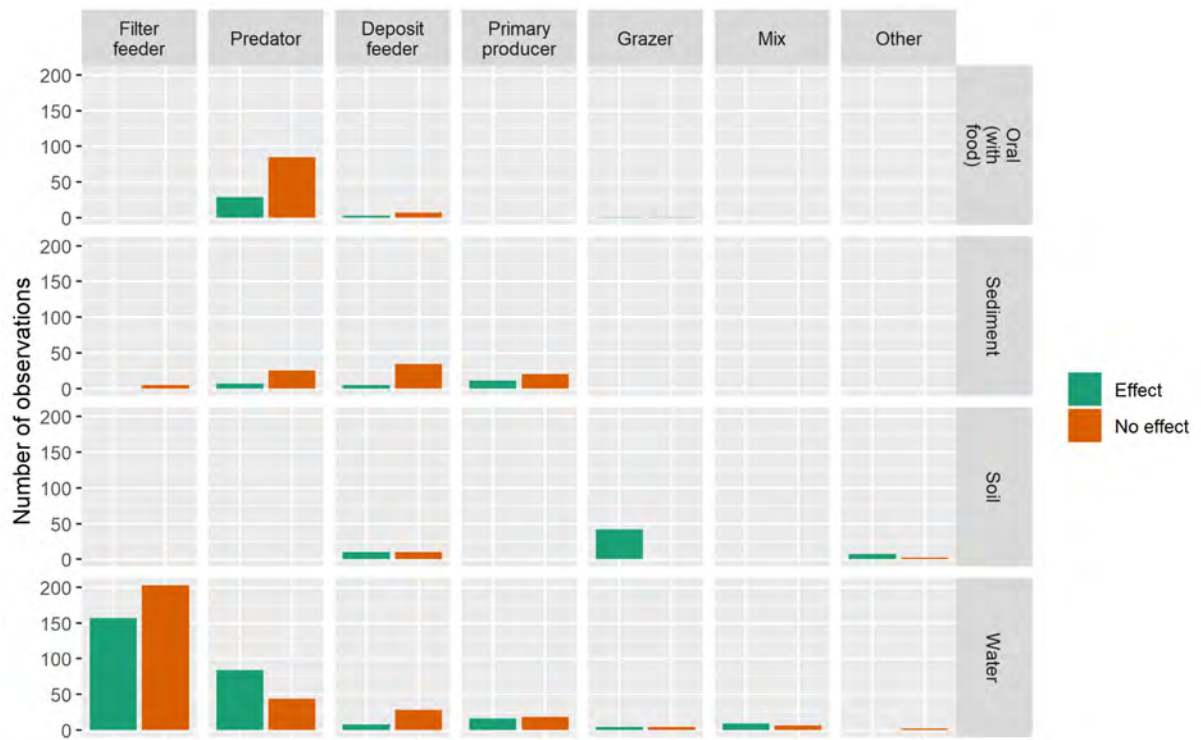 Filter
feeder
Predator
Deposit
feeder
Primary
producer
Grazer
Mix
Other
200
150
100
50
0
Oral
(with
food)
200
150
100
50
0
Sediment
Number of observations
Effect
No effect
200
150
100
50
0
Soil
200
150
100
50
0
Water